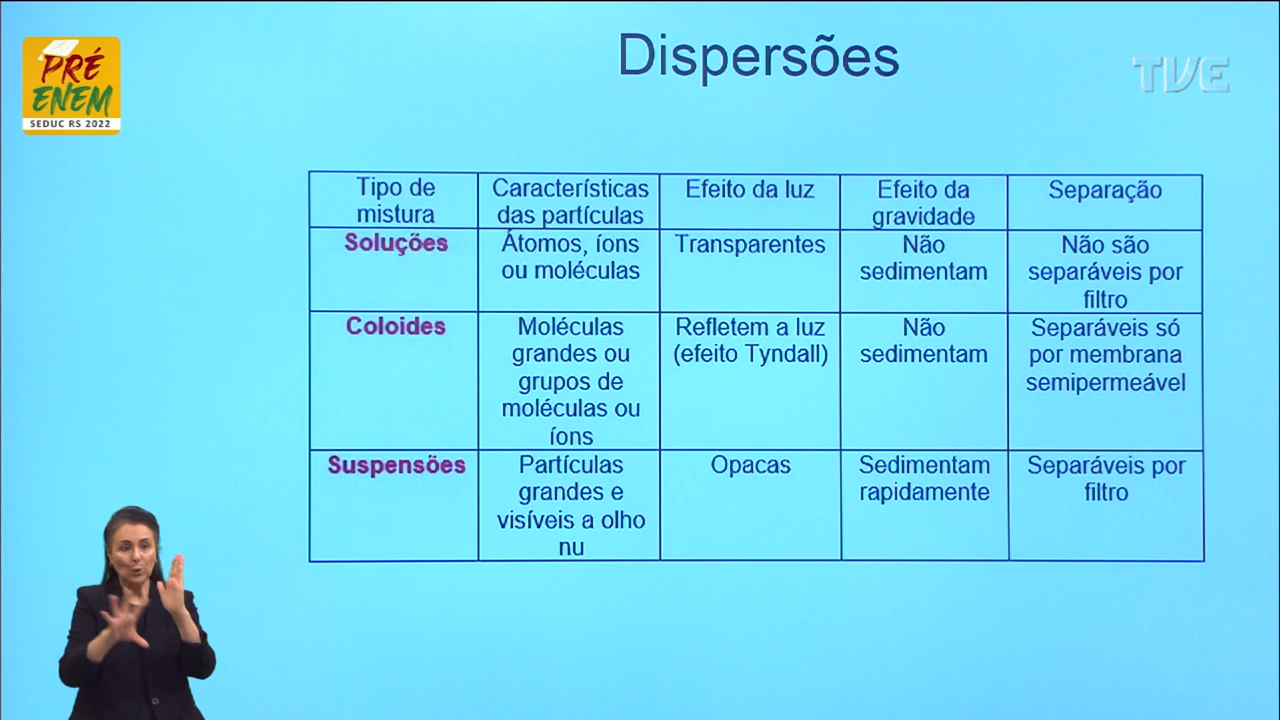 PRÉ
ENEM
SEDUC RS 2022
Dispersões
TVE
Tipo de
mistura
Características
das partículas
Efeito da luz
Efeito da
gravidade
Separação
Soluções
Átomos, íons
ou moléculas
Transparentes
Não
sedimentam
Não são
separáveis por
filtro
Coloides
Moléculas
grandes ou
grupos de
moléculas ou
íons
Refletem a luz
(efeito Tyndall)
Não
sedimentam
Separáveis só
por membrana
semipermeável
Suspensões
Partículas
grandes e
visíveis a olho
nu
Opacas
Sedimentam
rapidamente
Separáveis por
filtro